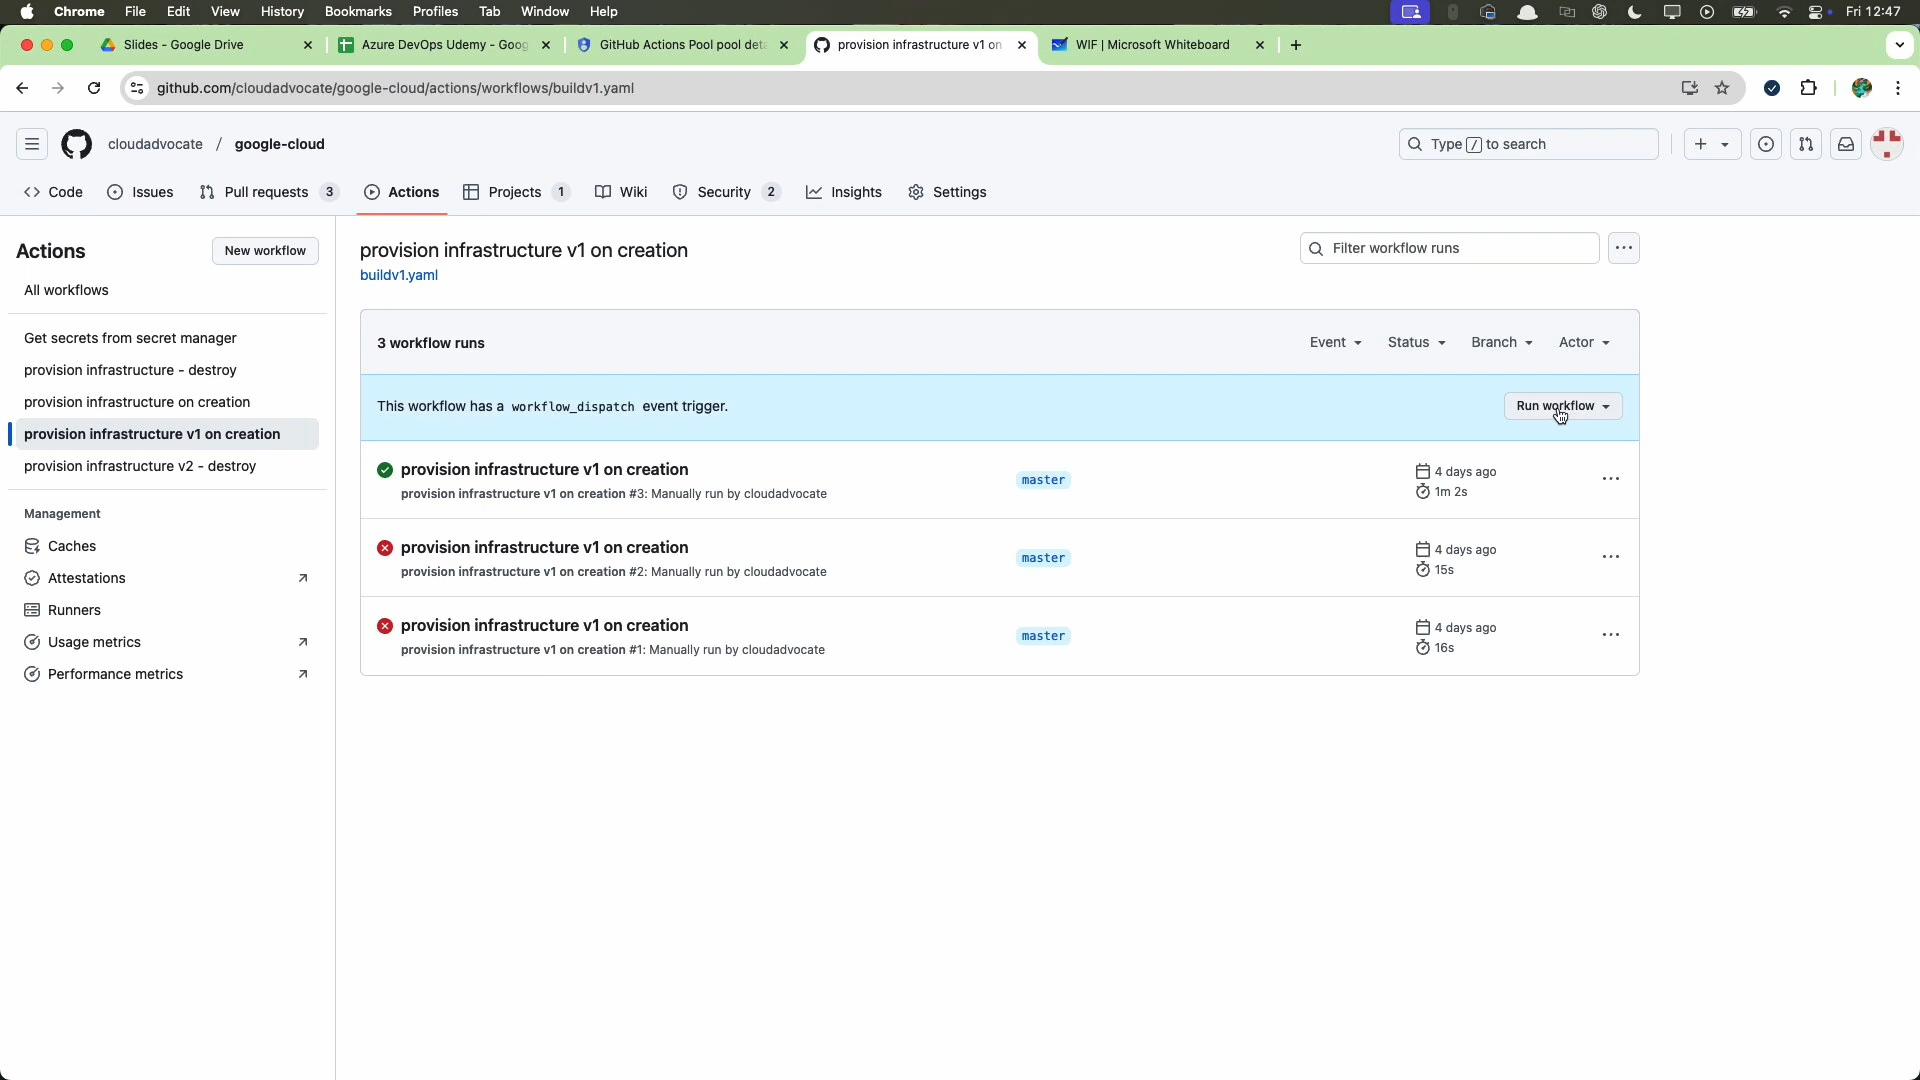 Chrome File Edit View History Bookmarks Profiles Tab Window Help Fri 12:47
Slides - Google Drive
Azure DevOps Udemy - Goog
GitHub Actions Pool pool det
provision infrastructure v1 on
WIF | Microsoft Whiteboard
github.com/cloudadvocate/google-cloud/actions/workflows/buildv1.yaml
cloudadvocate / google-cloud
Type / to search
Code Issues Pull requests 3 Actions Projects 1 Wiki Security 2 Insights Settings
Actions
New workflow
All workflows
Get secrets from secret manager
provision infrastructure - destroy
provision infrastructure on creation
provision infrastructure v1 on creation
provision infrastructure v2 - destroy
Management
Caches
Attestations
Runners
Usage metrics
Performance metrics
provision infrastructure v1 on creation
buildv1.yaml
Filter workflow runs
3 workflow runs
Event Status Branch Actor
This workflow has a workflow_dispatch event trigger.
Run workflow
provision infrastructure v1 on creation
provision infrastructure v1 on creation #3: Manually run by cloudadvocate
master
4 days ago
1m 2s
provision infrastructure v1 on creation
provision infrastructure v1 on creation #2: Manually run by cloudadvocate
master
4 days ago
15s
provision infrastructure v1 on creation
provision infrastructure v1 on creation #1: Manually run by cloudadvocate
master
4 days ago
16s